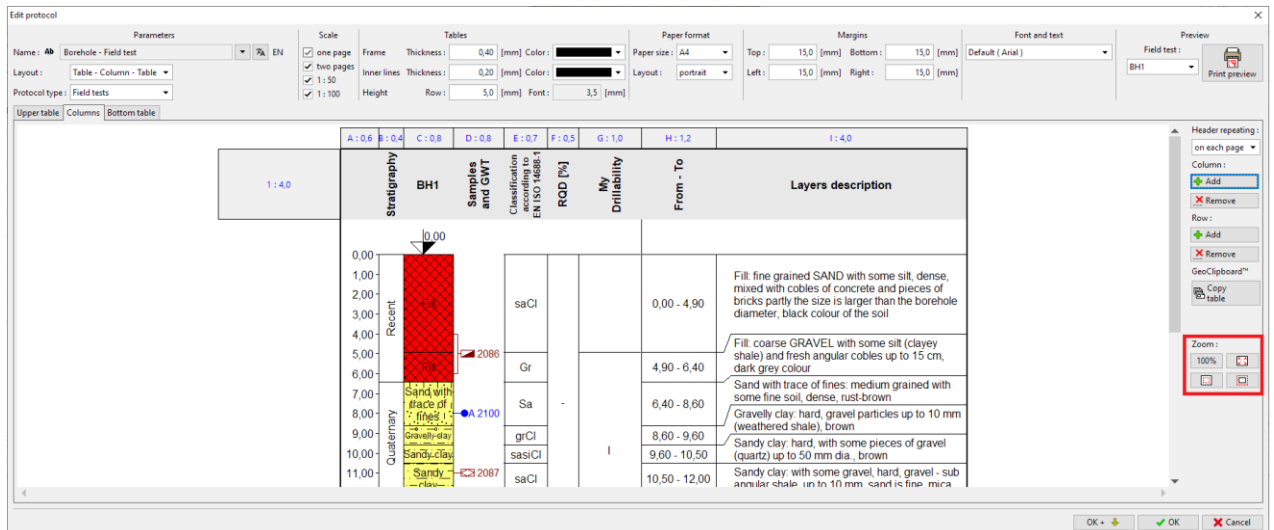 Edit protocol
Parameters
Name : Ab Borehole - Field test EN
Layout : Table - Column - Table
Protocol type : Field tests
Scale
one page
two pages
1 : 50
1 : 100
Tables
Frame Thickness : 0,40 [mm] Color :
Inner lines Thickness : 0,20 [mm] Color :
Height Row : 5,0 [mm] Font : 3,5 [mm]
Paper format
Paper size : A4
Layout : portrait
Margins
Top : 15,0 [mm] Bottom : 15,0 [mm]
Left : 15,0 [mm] Right : 15,0 [mm]
Font and text
Default ( Arial )
Preview
Field test :
BH1
Print preview
Upper table Columns Bottom table
A : 0,6 B : 0,4 C : 0,8 D : 0,8 E : 0,7 F : 0,5 G : 1,0 H : 1,2 I : 4,0
1 : 4,0
Stratigraphy
BH1
Samples
and GWT
Classification
according to
EN ISO 14688-1
RQD [%]
My
Drillability
From - To
Layers description
0.00
0,00
1,00
2,00
3,00
4,00
5,00
6,00
7,00
8,00
9,00
10,00
11,00
Recent
Quaternary
Fill
Fill
Sand with
trace of
fines
Gravelly clay
Sandy clay
Sandy
clay
2086
A 2100
2087
saCl
Gr
Sa
grCl
sasiCl
saCl
-
I
0,00 - 4,90
4,90 - 6,40
6,40 - 8,60
8,60 - 9,60
9,60 - 10,50
10,50 - 12,00
Fill: fine grained SAND with some silt, dense,
mixed with cobles of concrete and pieces of
bricks partly the size is larger than the borehole
diameter, black colour of the soil
Fill: coarse GRAVEL with some silt (clayey
shale) and fresh angular cobles up to 15 cm,
dark grey colour
Sand with trace of fines: medium grained with
some fine soil, dense, rust-brown
Gravelly clay: hard, gravel particles up to 10 mm
(weathered shale), brown
Sandy clay: hard, with some pieces of gravel
(quartz) up to 50 mm dia., brown
Sandy clay: with some gravel, hard, gravel - sub
angular shale, up to 10 mm, sand is fine, mica
Header repeating :
on each page
Column :
Add
Remove
Row :
Add
Remove
GeoClipboard™
Copy
table
Zoom :
100%
OK +
OK
Cancel